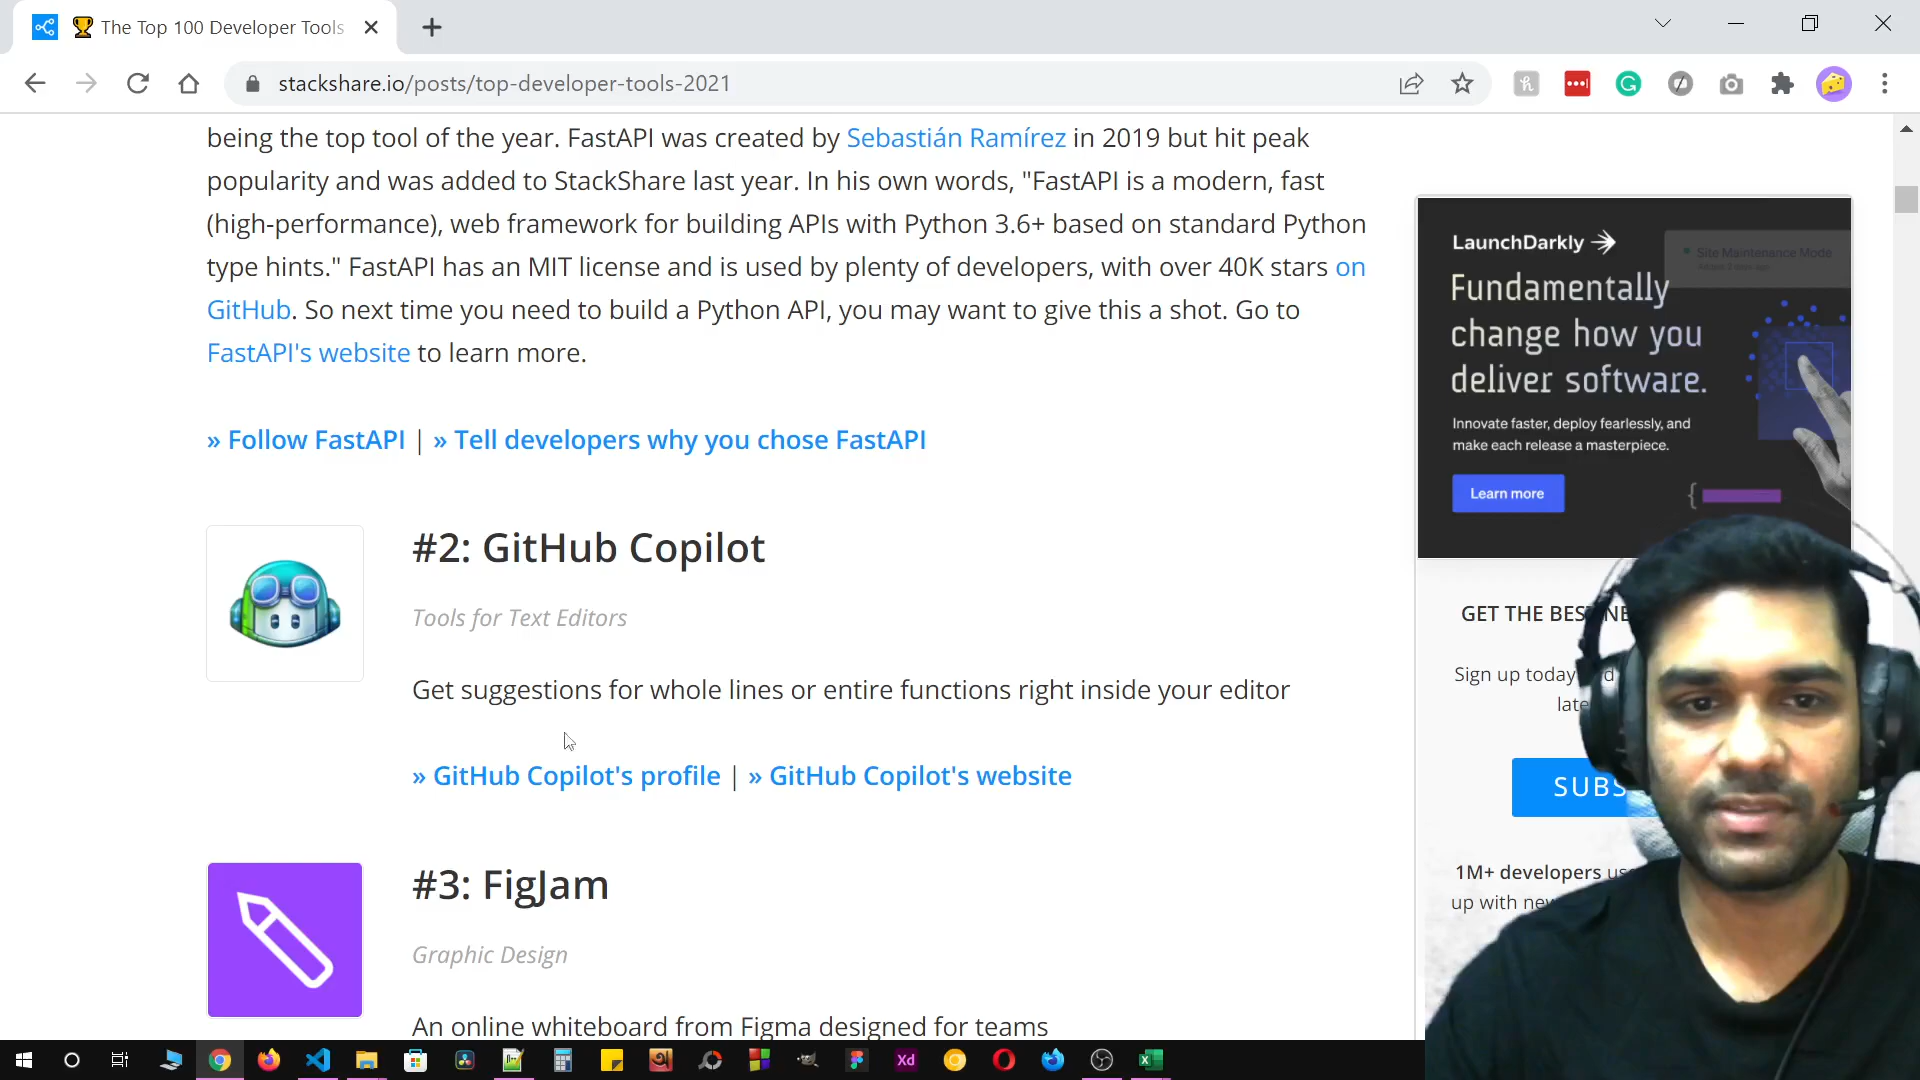 The Top 100 Developer Tools
stackshare.io/posts/top-developer-tools-2021
being the top tool of the year. FastAPI was created by Sebastián Ramírez in 2019 but hit peak
popularity and was added to StackShare last year. In his own words, "FastAPI is a modern, fast
(high-performance), web framework for building APIs with Python 3.6+ based on standard Python
type hints." FastAPI has an MIT license and is used by plenty of developers, with over 40K stars on
GitHub. So next time you need to build a Python API, you may want to give this a shot. Go to
FastAPI's website to learn more.
» Follow FastAPI | » Tell developers why you chose FastAPI
#2: GitHub Copilot
Tools for Text Editors
Get suggestions for whole lines or entire functions right inside your editor
» GitHub Copilot's profile | » GitHub Copilot's website
#3: FigJam
Graphic Design
An online whiteboard from Figma designed for teams
LaunchDarkly
Site Maintenance Mode
Fundamentally
change how you
deliver software.
Innovate faster, deploy fearlessly, and
make each release a masterpiece.
Learn more
{
GET THE BES NE
Sign up today
late
SUBS
1M+ developers us
up with nev
Xd